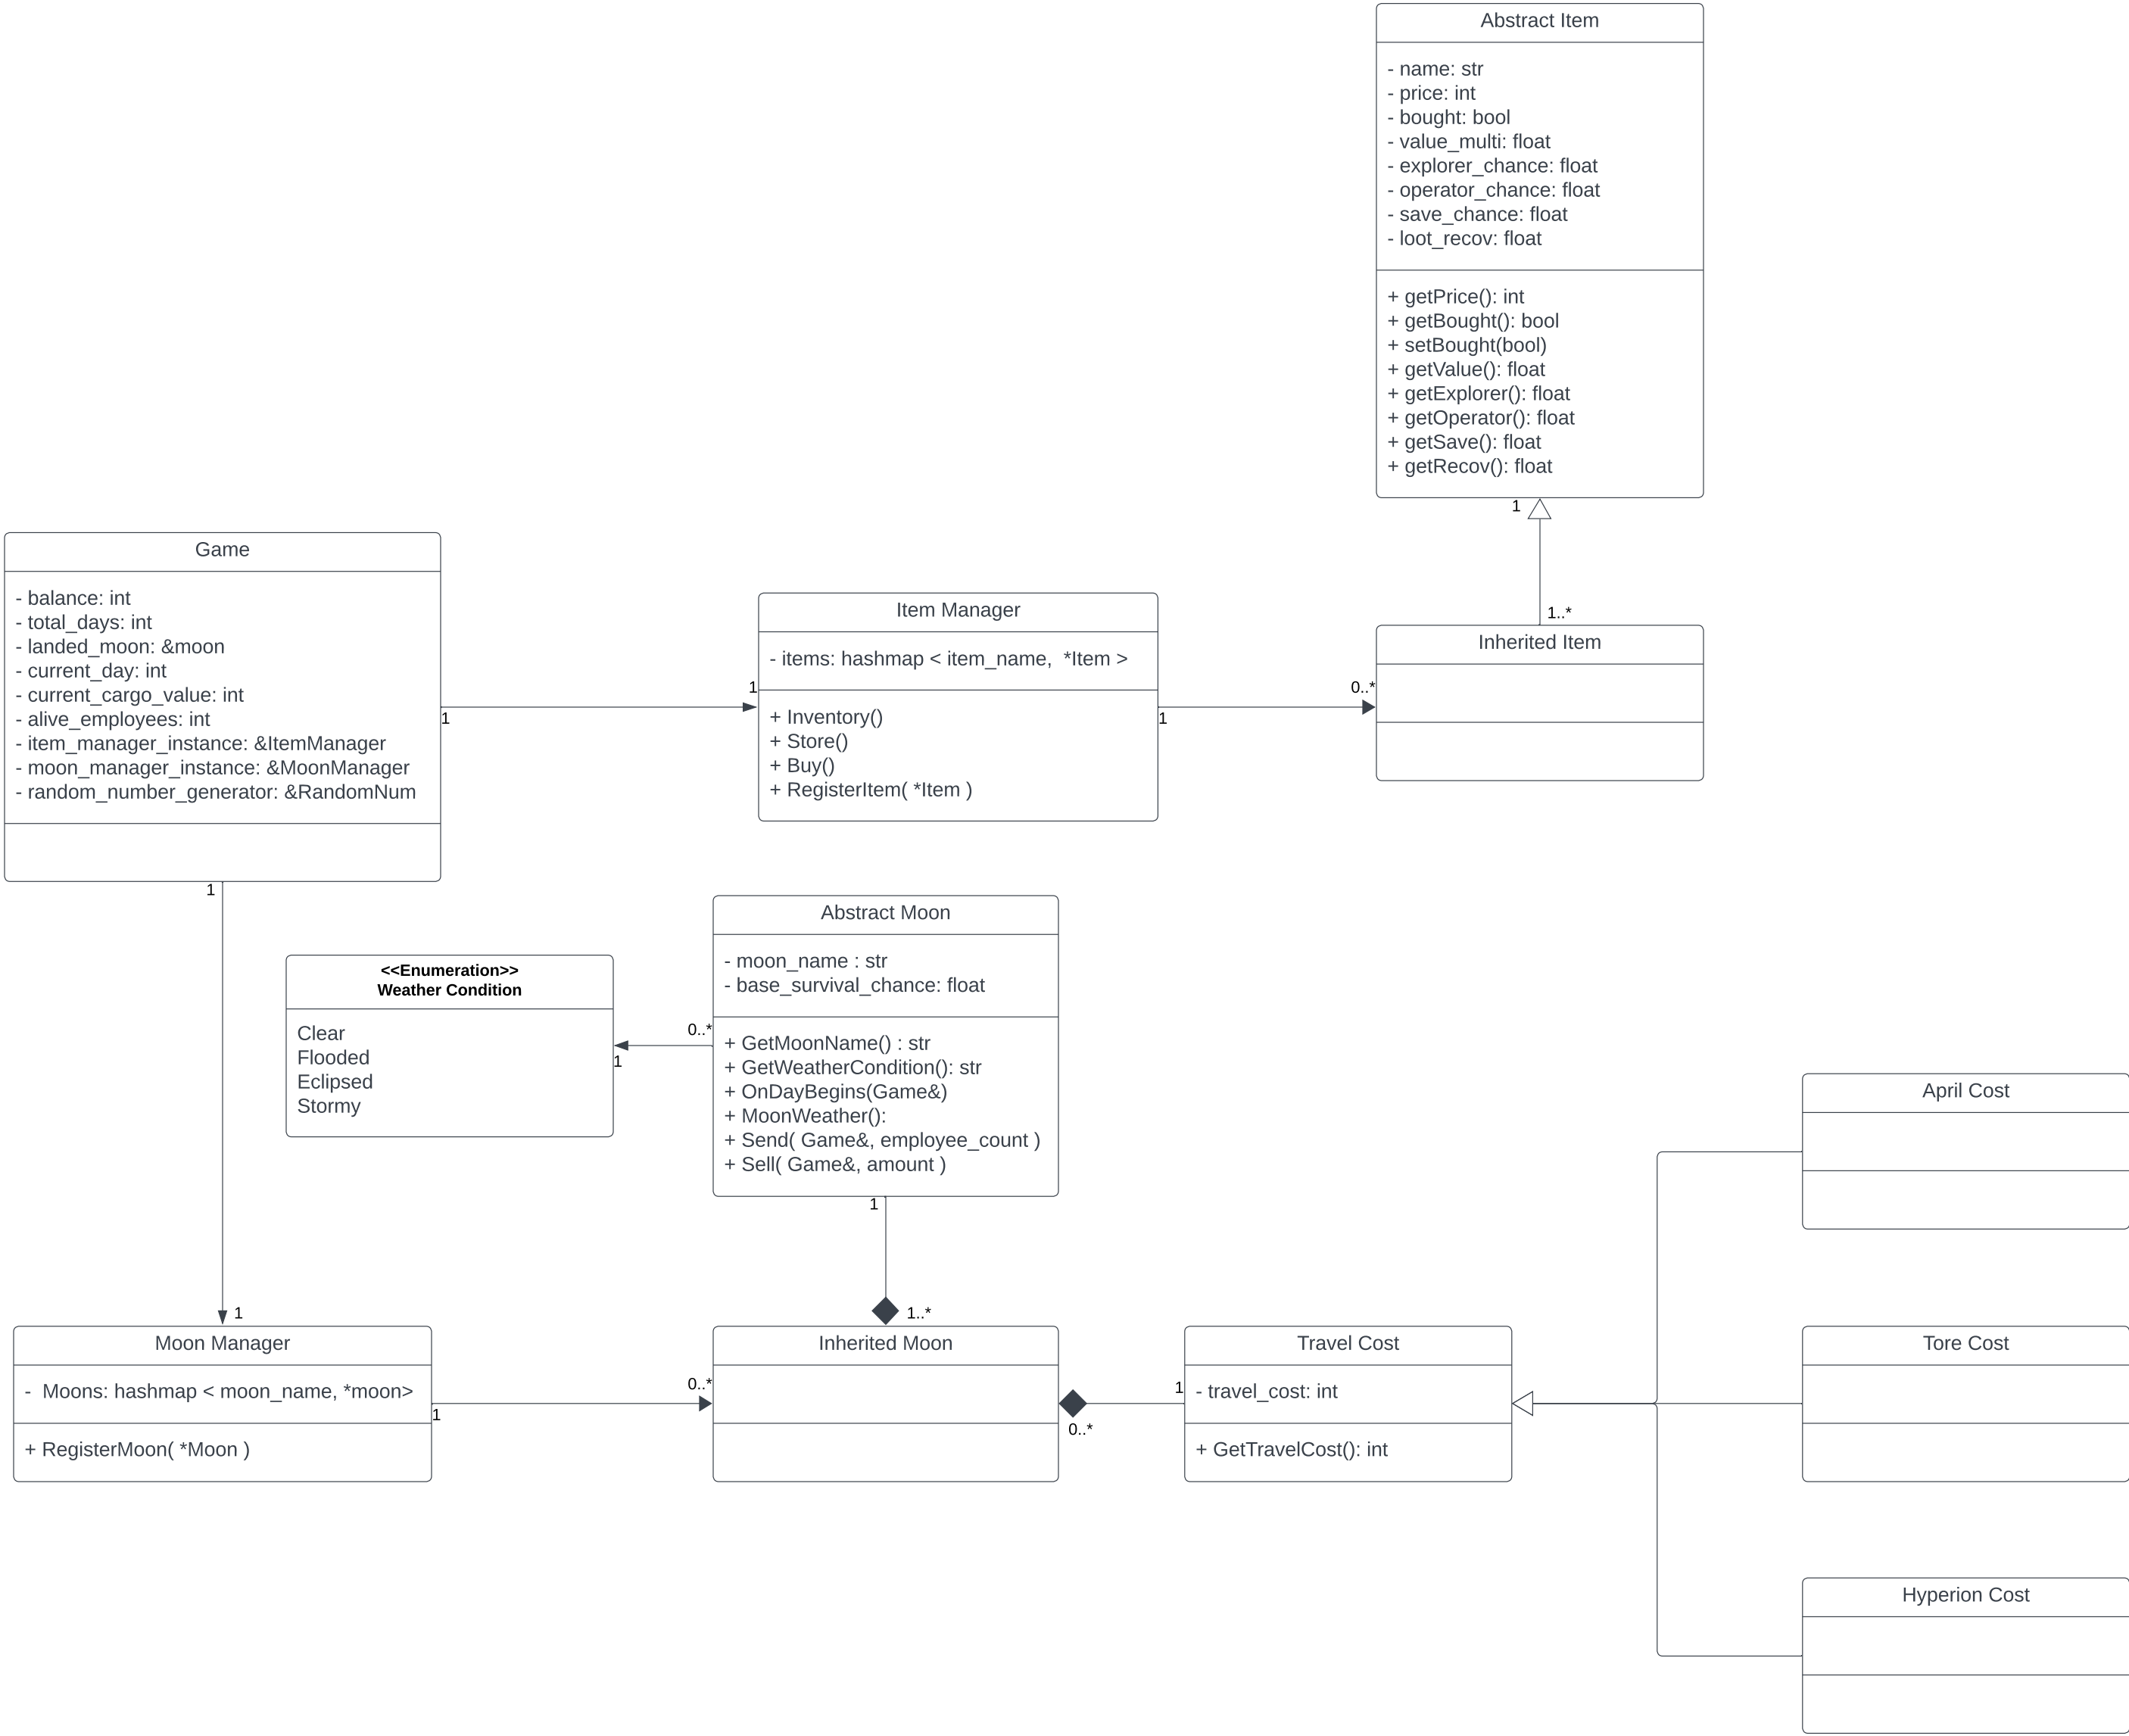 Abstract Item
- name: str
- price: int
- bought: bool
- value_multi: float
- explorer_chance: float
- operator_chance: float
- save_chance: float
- loot_recov: float
+ getPrice(): int
+ getBought(): bool
+ setBought(bool)
+ getValue(): float
+ getExplorer(): float
+ getOperator(): float
+ getSave(): float
+ getRecov(): float
1
1..*
Game
- balance: int
- total_days: int
- landed_moon: &moon
- current_day: int
- current_cargo_value: int
- alive_employees: int
- item_manager_instance: &ItemManager
- moon_manager_instance: &MoonManager
- random_number_generator: &RandomNum
1
1
Item Manager
- items: hashmap < item_name,  *Item >
+ Inventory()
+ Store()
+ Buy()
+ RegisterItem( *Item )
1
0..*
Inherited Item
1
1
<<Enumeration>>
Weather Condition
Clear
Flooded
Eclipsed
Stormy
1
0..*
Abstract Moon
- moon_name : str
- base_survival_chance: float
+ GetMoonName() : str
+ GetWeatherCondition(): str
+ OnDayBegins(Game&)
+ MoonWeather():
+ Send( Game&, employee_count )
+ Sell( Game&, amount )
1
1..*
Moon Manager
-  Moons: hashmap < moon_name, *moon>
+ RegisterMoon( *Moon )
1
0..*
Inherited Moon
0..*
1
Travel Cost
- travel_cost: int
+ GetTravelCost(): int
April Cost
Tore Cost
Hyperion Cost